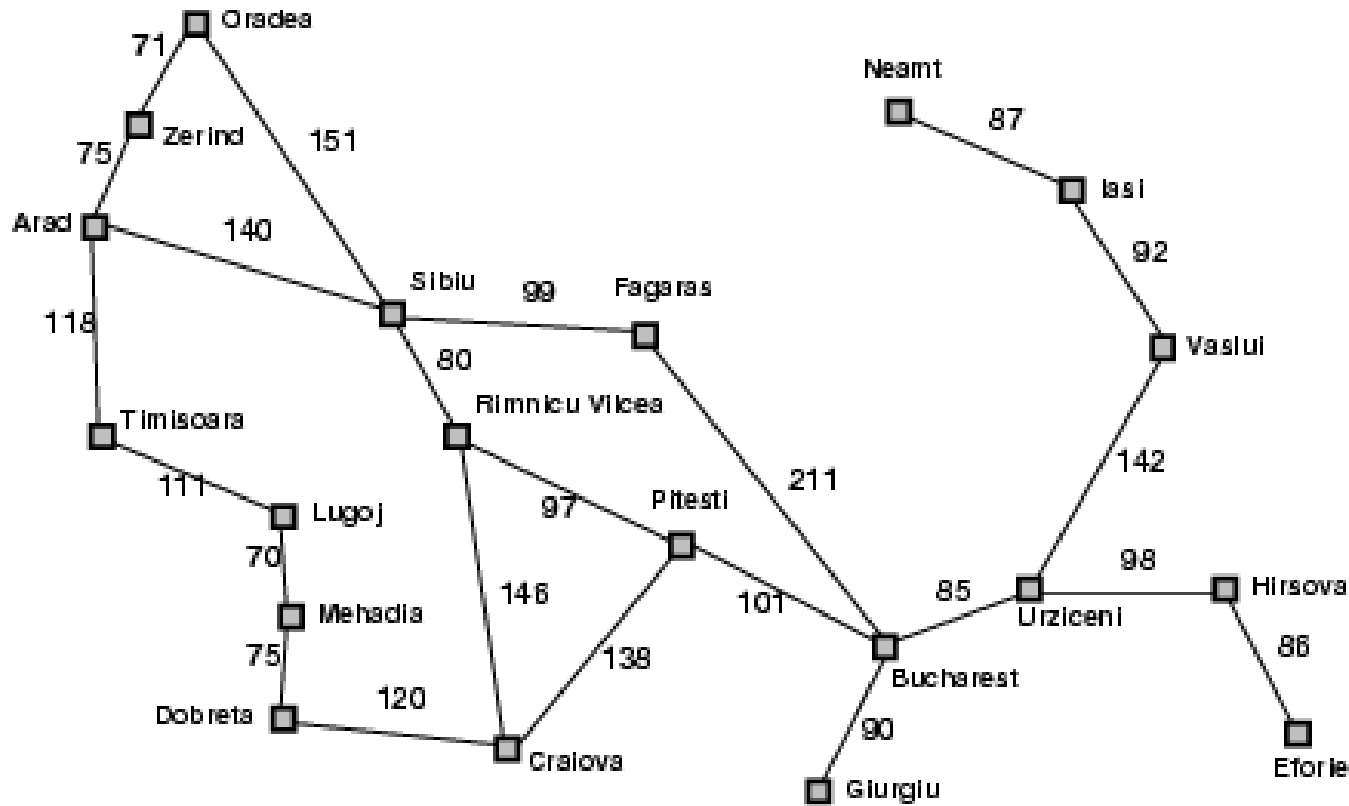 Oradea
71
Neamt
87
Zerind
151
75
Iasi
Arad
140
92
Sibiu
99
Fagaras
118
80
Vaslui
Timisoara
Rimnicu Vilcea
142
111
Lugoj
97
Pitesti
211
70
98
146
101
85
Hirsova
Mehadia
Urziceni
75
138
86
Bucharest
Dobreta
120
90
Craiova
Eforie
Giurgiu